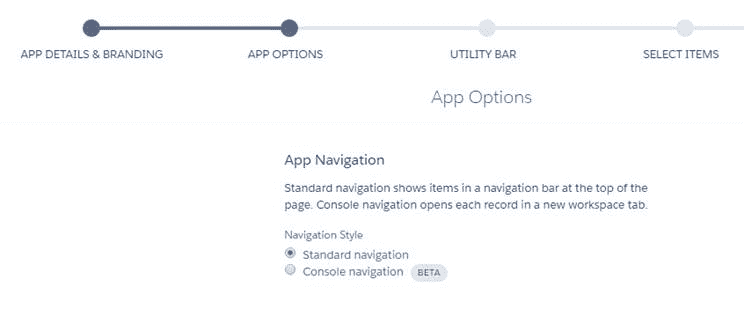 APP DETAILS & BRANDING APP OPTIONS UTILITY BAR SELECT ITEMS
App Options
App Navigation
Standard navigation shows items in a navigation bar at the top of the
page. Console navigation opens each record in a new workspace tab.
Navigation Style
Standard navigation
Console navigation BETA